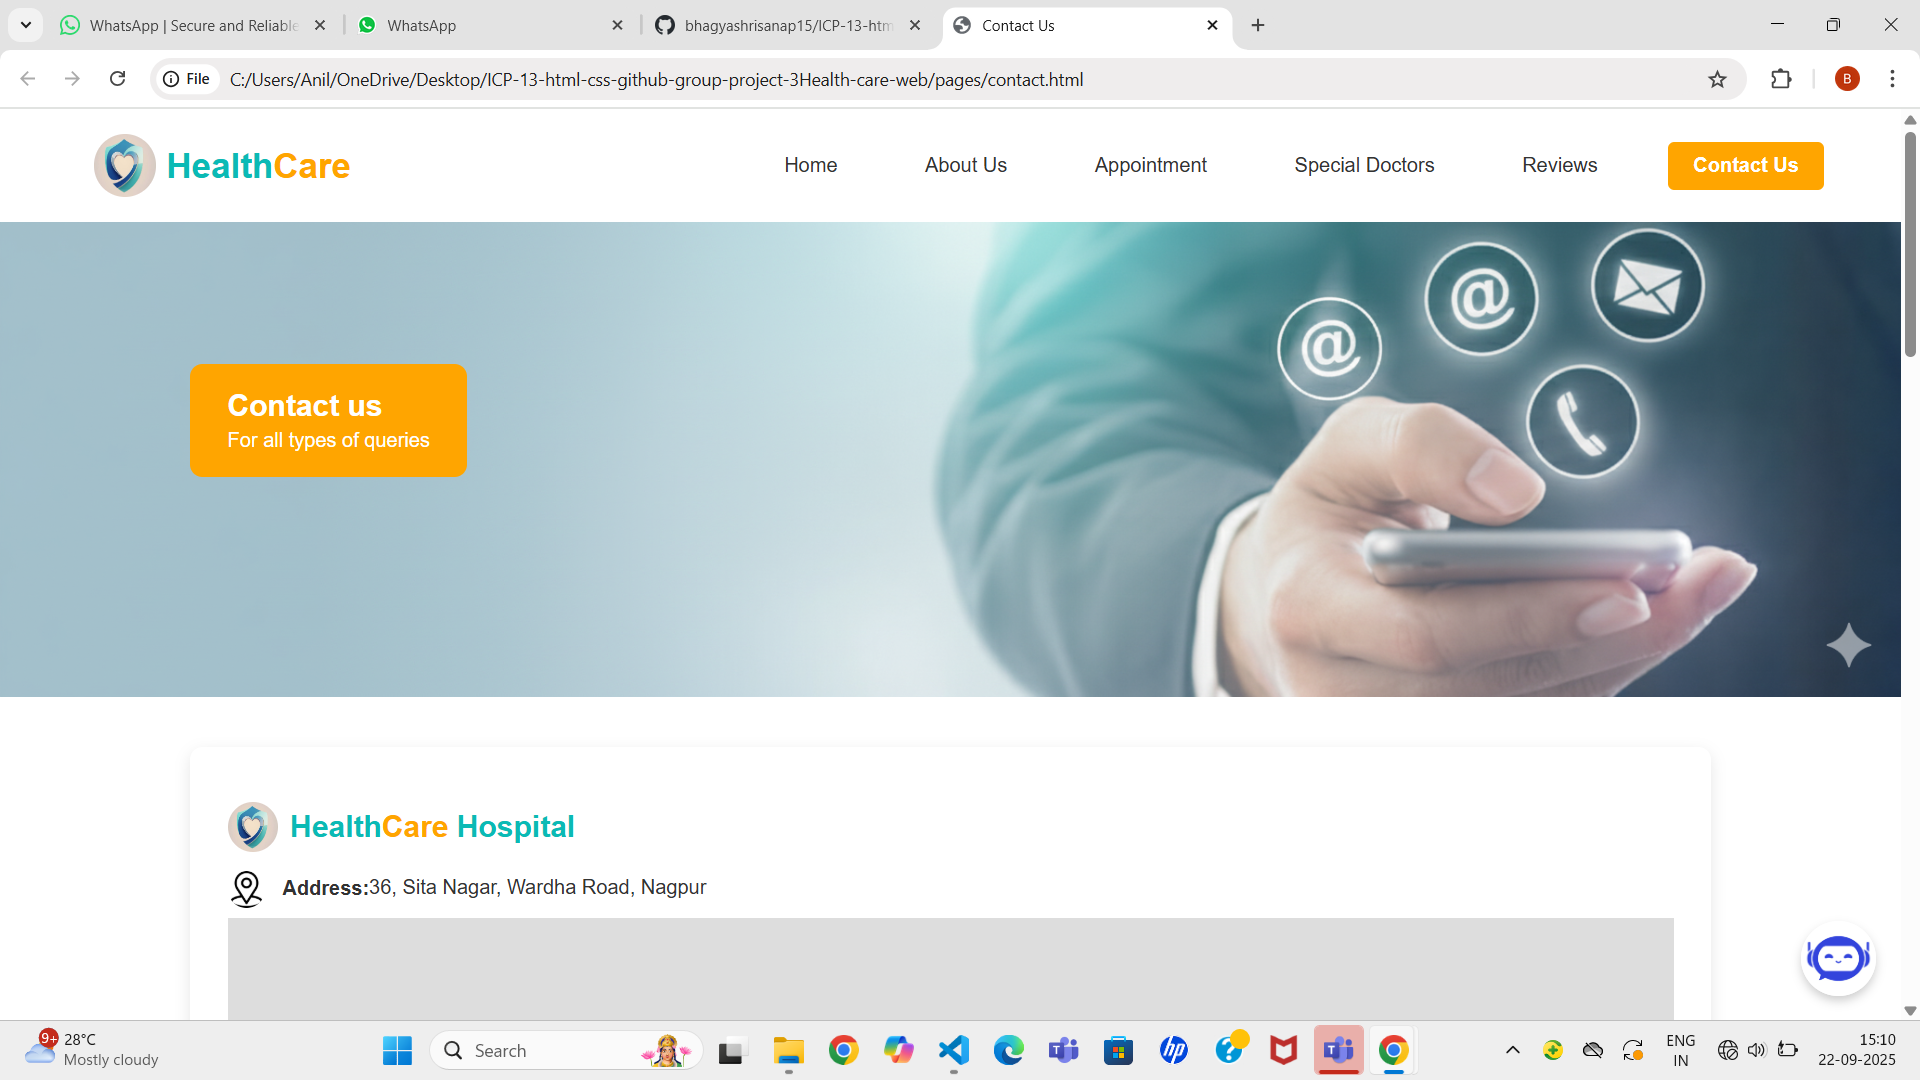 WhatsApp | Secure and Reliable
WhatsApp
bhagyashrisanap15/ICP-13-htm
Contact Us
File
C:/Users/Anil/OneDrive/Desktop/ICP-13-html-css-github-group-project-3Health-care-web/pages/contact.html
B
HealthCare
Home
About Us
Appointment
Special Doctors
Reviews
Contact Us
@
@
Contact us
For all types of queries
HealthCare Hospital
Address:36, Sita Nagar, Wardha Road, Nagpur
9+
28°C
Mostly cloudy
Search
hp
ENG
IN
15:10
22-09-2025